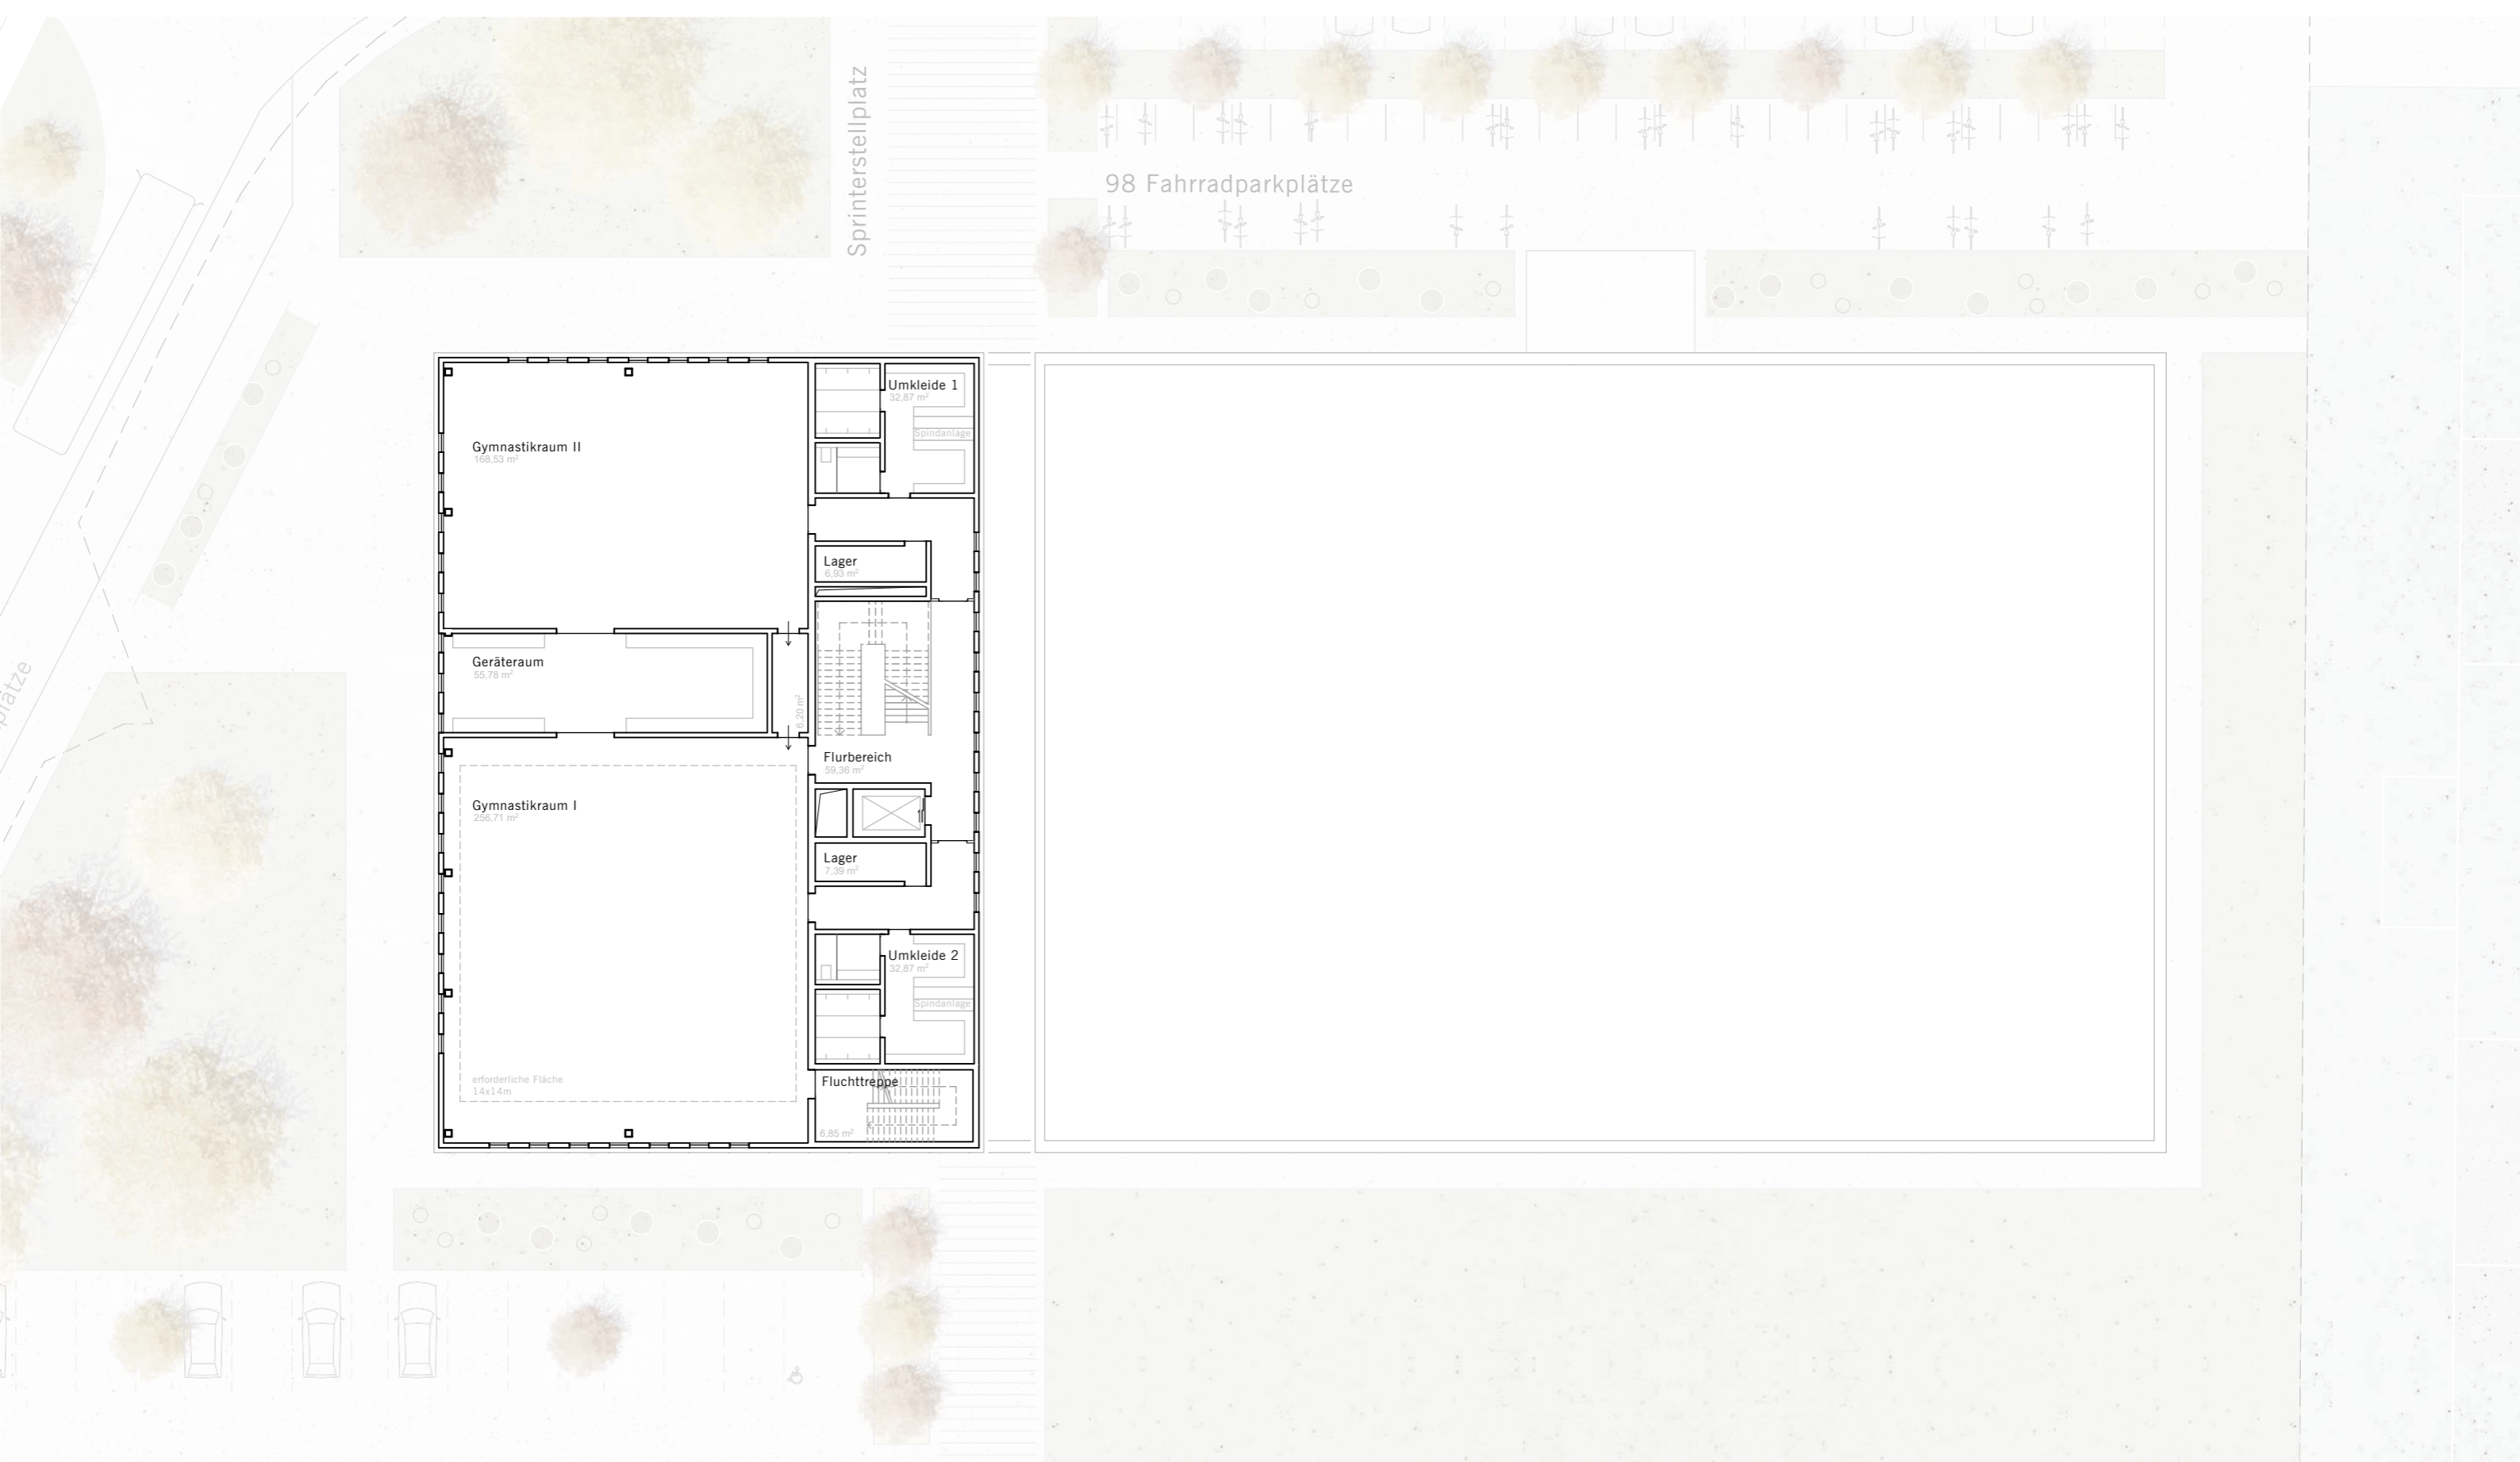 Sprinterstellplatz
98 Fahrradparkplätze
Umkleide 1
32,87 m²
Spindanlage
Gymnastikraum II
168,53 m²
Lager
6,93 m²
Geräteraum
55,78 m²
6,20 m²
plätze
Flurbereich
59,36 m²
Gymnastikraum I
256,71 m²
Lager
7,39 m²
Umkleide 2
32,87 m²
Spindanlage
erforderliche Fläche
14x14m
Fluchttreppe
6,85 m²